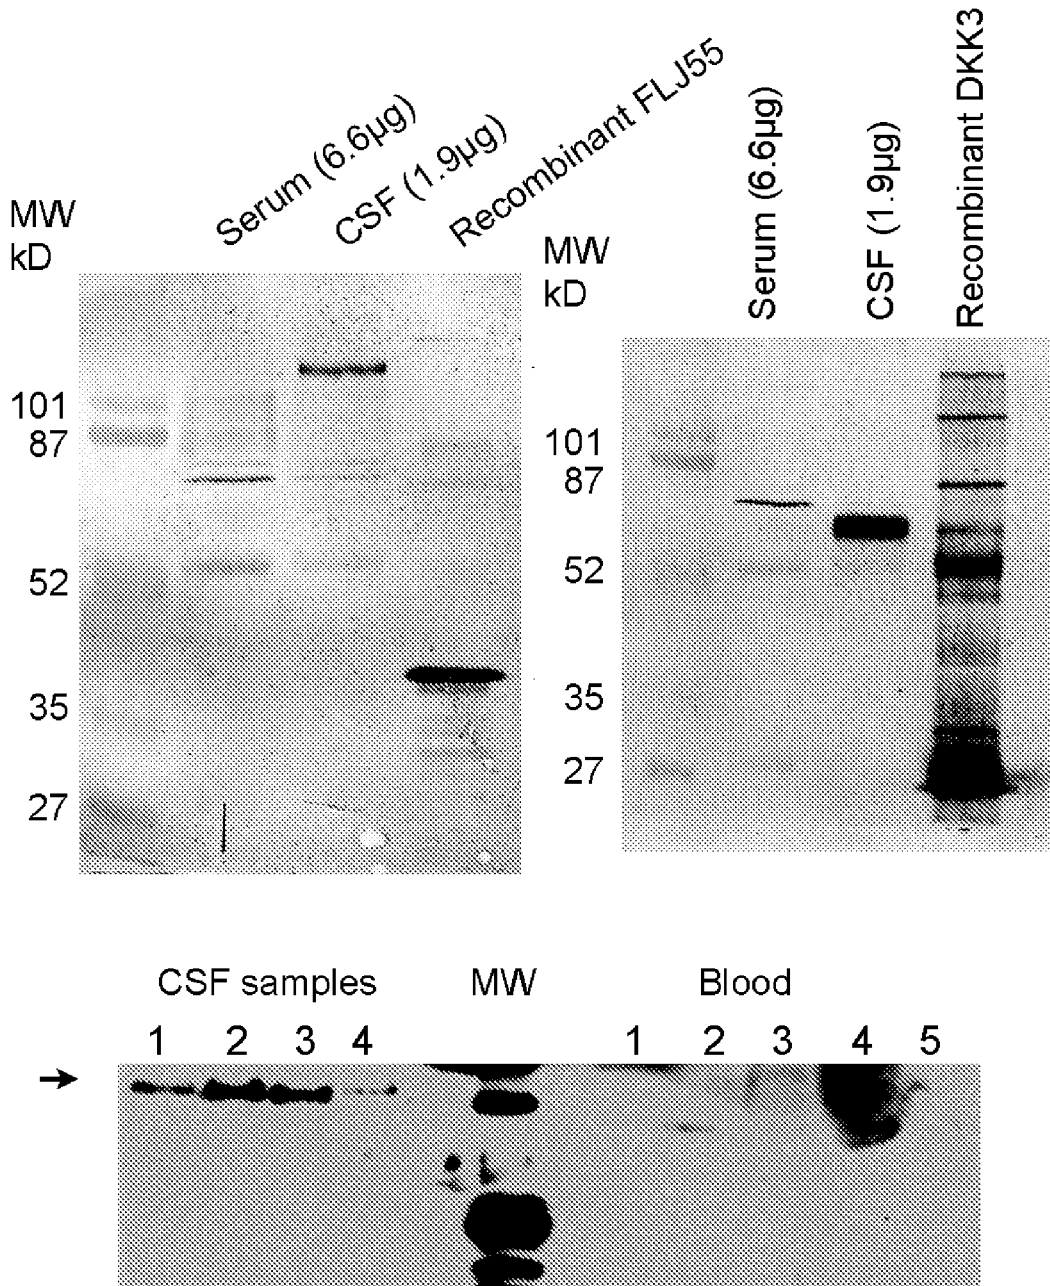 Serum (6.6µg)
CSF (1.9µg)
Recombinant FLJ55
MW
kD
101
87
52
35
27
Serum (6.6µg)
CSF (1.9µg)
Recombinant DKK3
MW
kD
101
87
52
35
27
CSF samples MW Blood
1 2 3 4 1 2 3 4 5